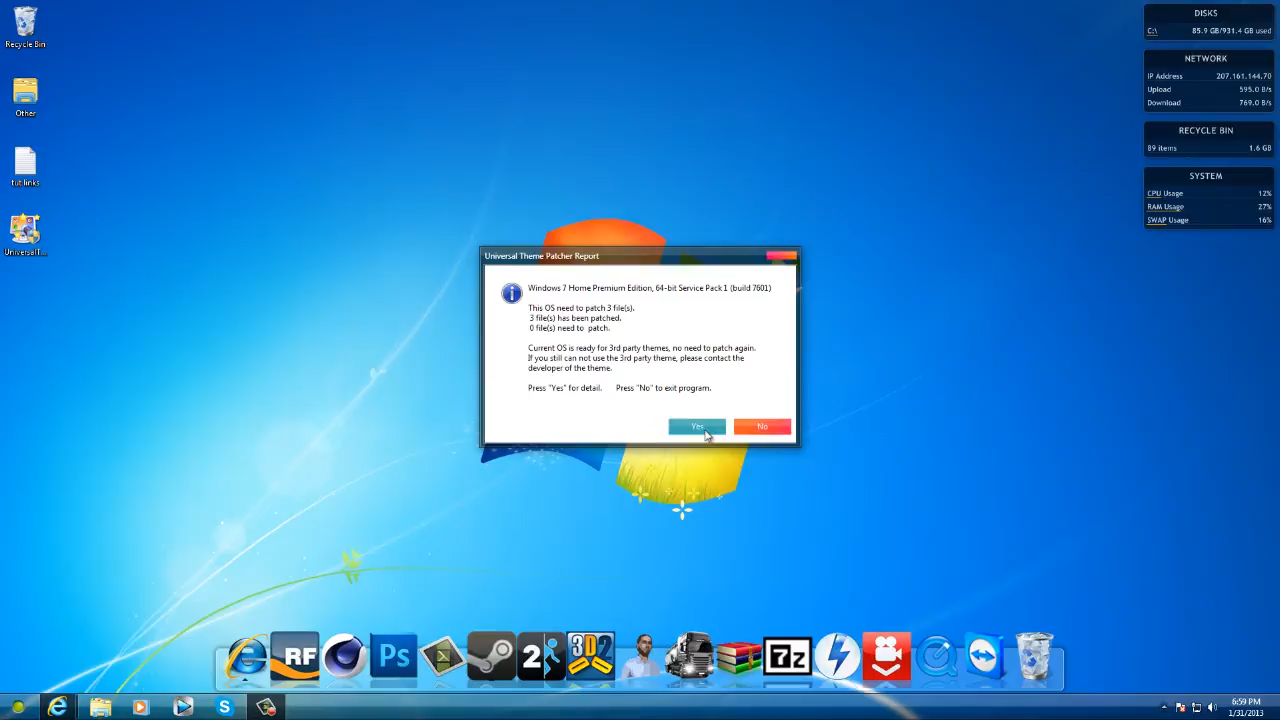 Recycle Bin
Other
tut links
UniversalT...
DISKS
C:\ 85.9 GB/931.4 GB used
NETWORK
IP Address 207.161.144.70
Upload 595.0 B/s
Download 769.0 B/s
RECYCLE BIN
89 items 1.6 GB
SYSTEM
CPU Usage 12%
RAM Usage 27%
SWAP Usage 16%
Universal Theme Patcher Report
Windows 7 Home Premium Edition, 64-bit Service Pack 1 (build 7601)
This OS need to patch 3 file(s).
3 file(s) has been patched.
0 file(s) need to patch.
Current OS is ready for 3rd party themes, no need to patch again.
If you still can not use the 3rd party theme, please contact the
developer of the theme.
Press "Yes" for detail. Press "No" to exit program.
Yes No
RF Ps 2 3D2 7z
6:59 PM
1/31/2013